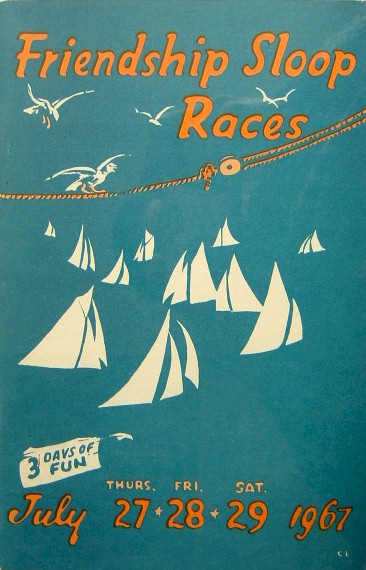 Friendship Sloop
Races
3 DAYS OF
FUN
THURS. FRI. SAT.
July 27 * 28 * 29 1967